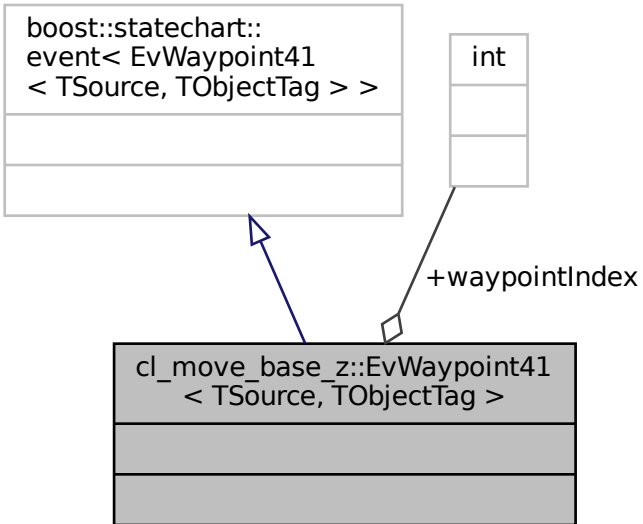 boost::statechart::
event< EvWaypoint41
< TSource, TObjectTag > >
int
+waypointIndex
cl_move_base_z::EvWaypoint41
< TSource, TObjectTag >